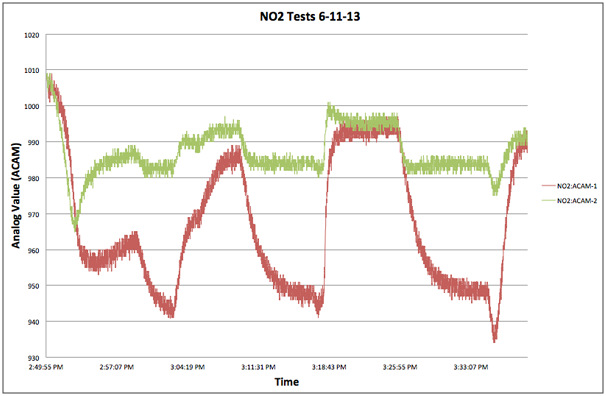 NO2 Tests 6-11-13
1020
1010
1000
990
980
970
960
950
940
930
Analog Value (ACAM)
2:49:55 PM
2:57:07 PM
3:04:19 PM
3:11:31 PM
3:18:43 PM
3:25:55 PM
3:33:07 PM
Time
NO2:ACAM-1
NO2:ACAM-2